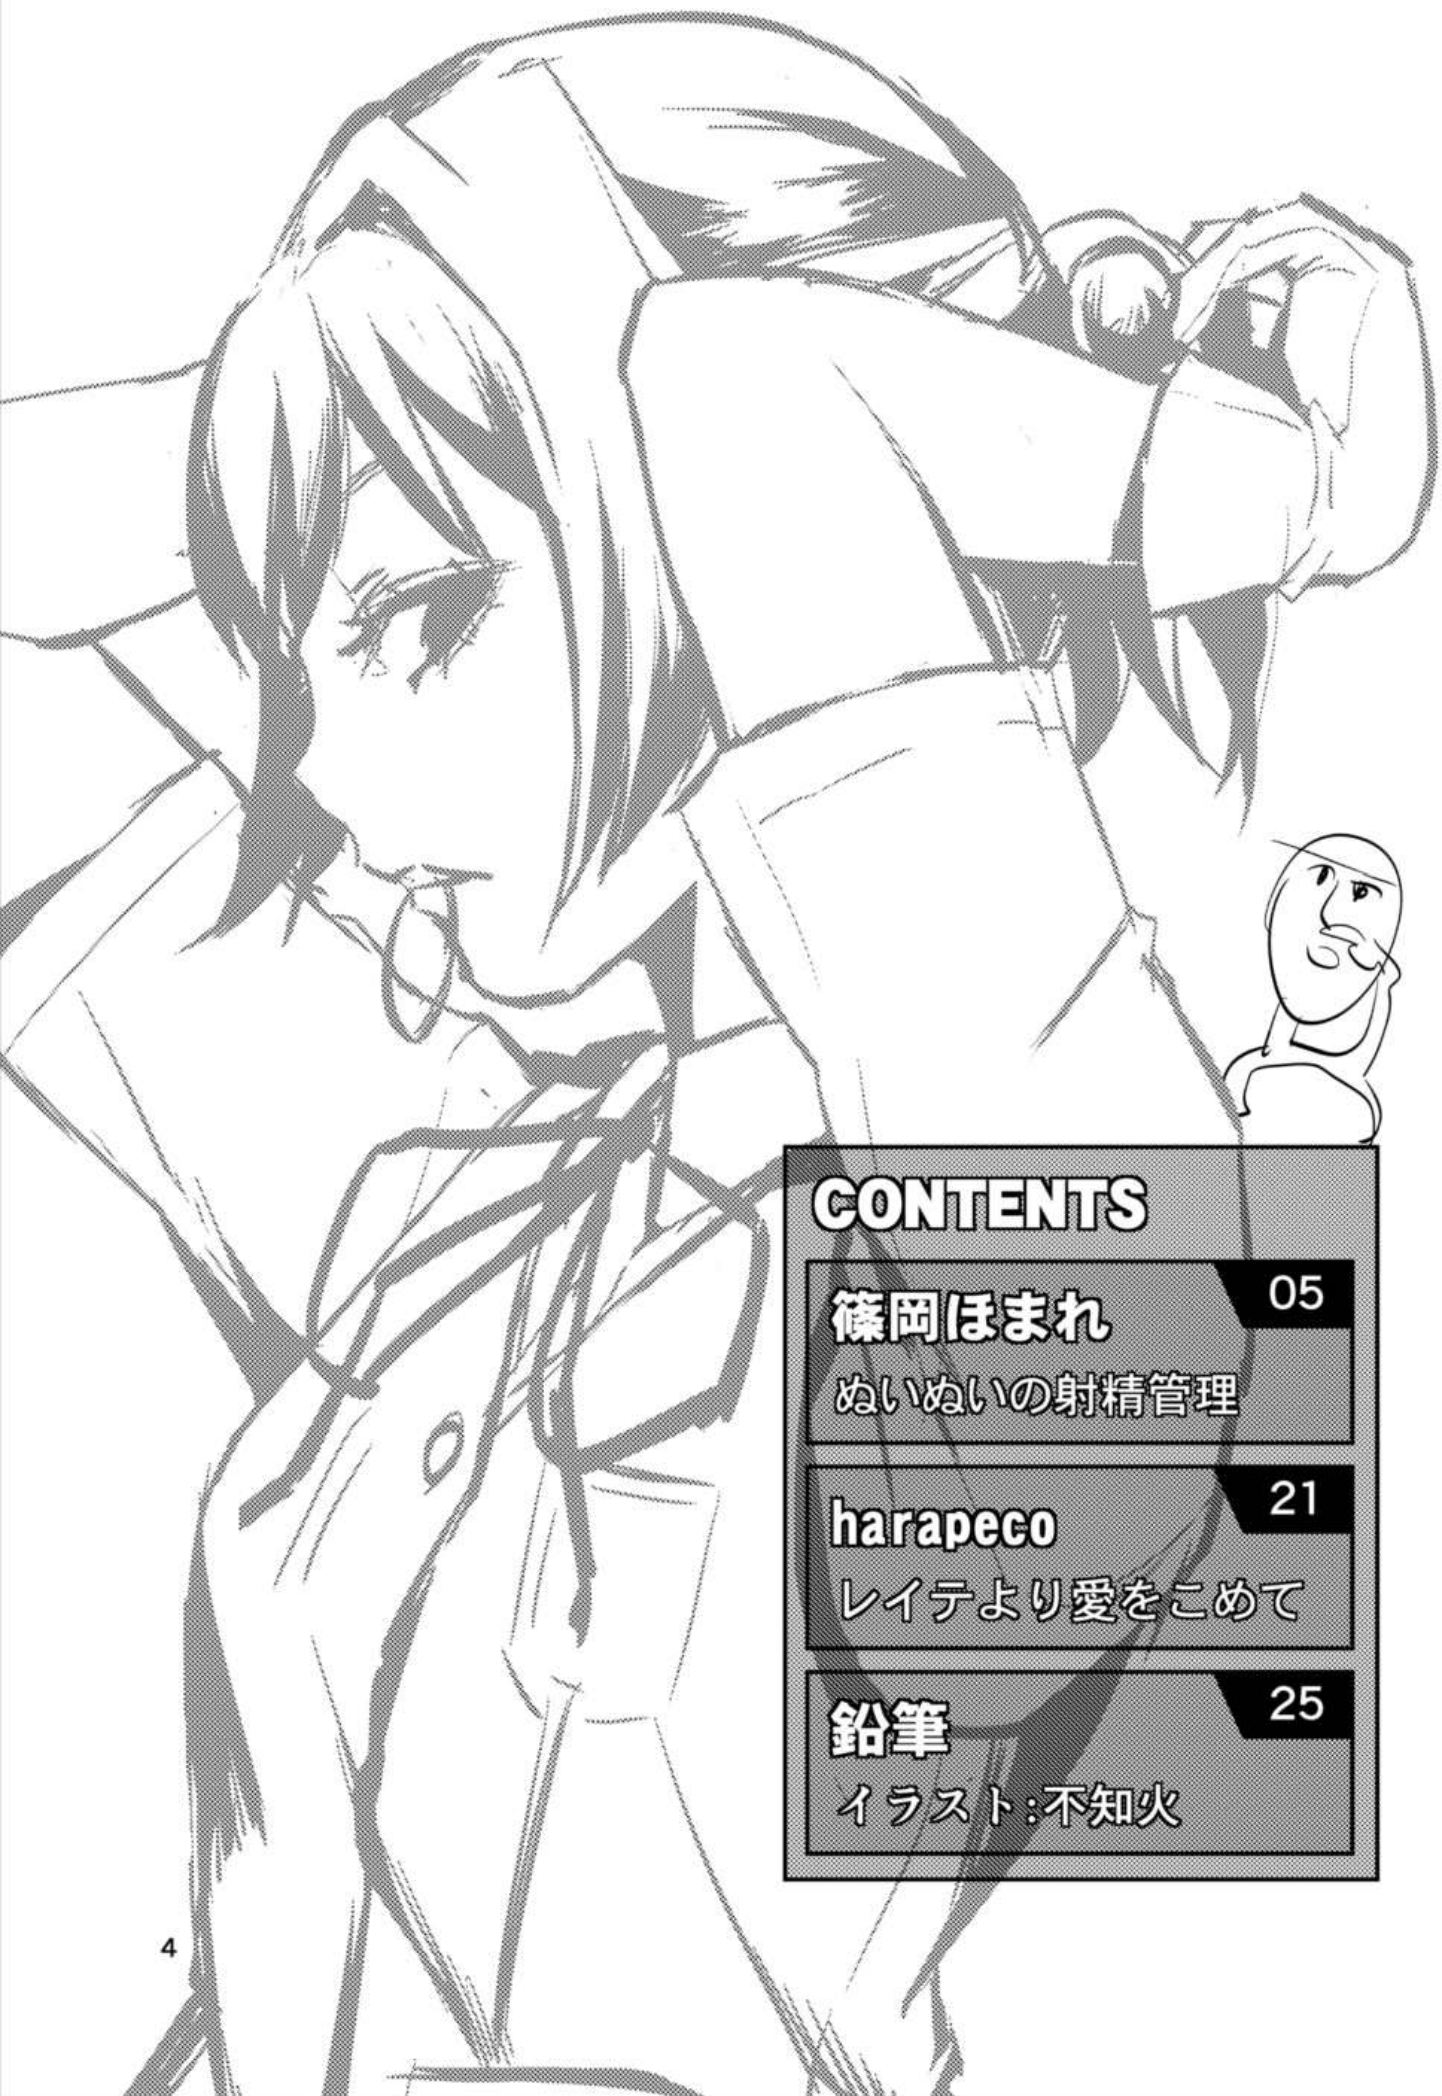 CONTENTS
05
篠岡ほまれ
ぬいぬいの射精管理
21
harapeco
レイテより愛をこめて
25
鉛筆
イラスト:不知火
4